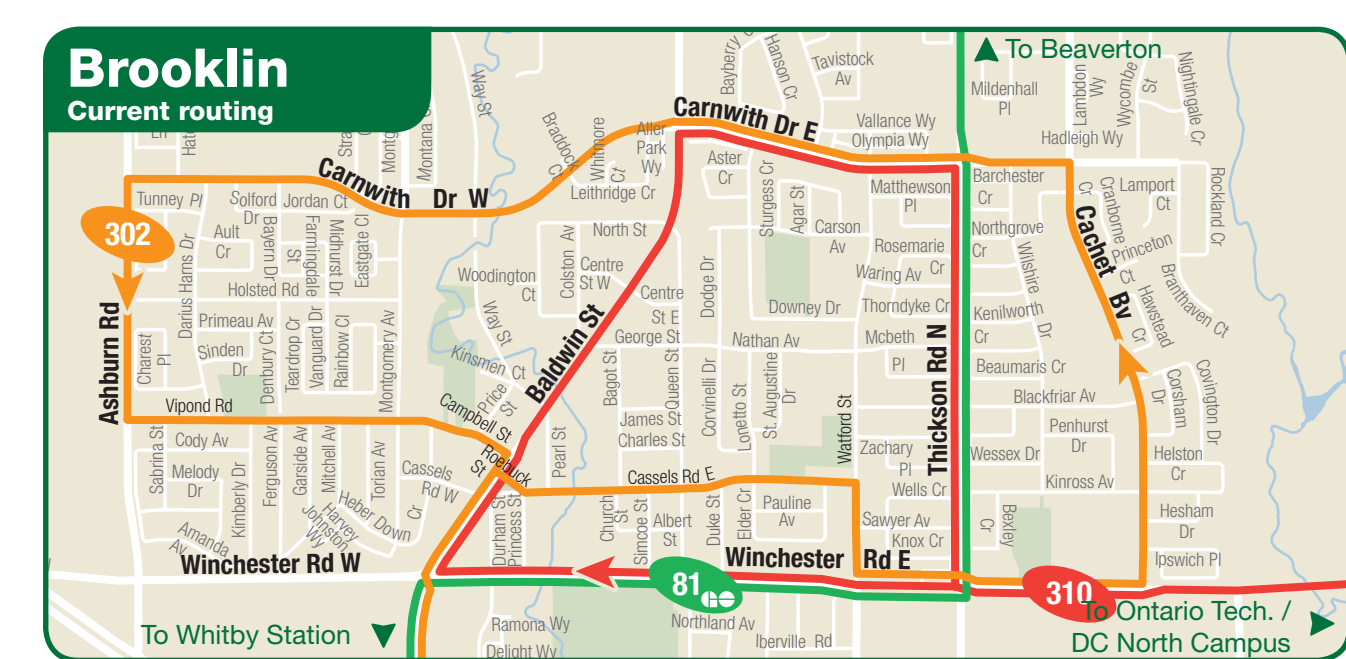 Brooklin
Current routing
To Beaverton
Way St
Bayberry
Hanson Cr
Tavistock
Av
Mildenhall
Pl
Lambdon
Wy
Wycombe
St
Nightingale Cr
Montana C
Braddock
Ct
Whitmore
Ct
Aller
Park
Wy
Carnwith Dr E
Vallance Wy
Olympia Wy
Hadleigh Wy
Aster
Cr
Leithridge Cr
Carnwith Dr W
Tunney Pl
Solford
Dr
Jordan Ct
Matthewson
Pl
Barchester
Cr
Cr
Cranborne
Ct
Lamport
Ct
Rockland Cr
302
Ault
Cr
Bayern Dr
Farmingdale
St
Midhurst Dr
Eastgate Cl
Darius Harns Dr
Holsted Rd
North St
Colston Av
Centre
St W
Woodington
Ct
Sturgess Cr
Agar St
Carson
Av
Rosemarie
Cr
Waring Av
Northgrove
Cr
Wilshire
Dr
Cachet Bv
Princeton
Hawstead
Cr
Branthaven Ct
Ashburn Rd
Charest
Pl
Primeau Av
Sinden
Dr
Denbury Ct
Teardrop Cr
Vanguard Dr
Rainbow Cl
Montgomery Av
Way St
Kinsmen Ct
Price
St
Baldwin St
Centre
St E
George St
Dodge Dr
Downey Dr
Nathan Av
Thorndyke Cr
Mcbeth
Pl
Thickson Rd N
Kenilworth
Cr
Beaumaris Cr
Blackfriar Av
Vipond Rd
Campbell St
Roebuck
St
Pearl St
Bagot St
Queen St
James St
Charles St
Corvinelli Dr
Lonetto St
St. Augustine
Dr
Watford St
Zachary
Pl
Wells Cr
Penhurst
Dr
Wessex Dr
Kinross Av
Corsham
Dr
Covington Dr
Helston
Cr
Sabrina St
Cody Av
Melody
Dr
Kimberly Dr
Ferguson Av
Garside Av
Mitchell Av
Torian Av
Cassels
Rd W
Cr
Heber Down
Harvey
Johnston
Wy
Amanda
Av
Winchester Rd W
Cassels Rd E
Durham St
Princess St
Church
St
Simcoe St
Albert
St
Duke St
Elder Cr
Pauline
Av
Sawyer Av
Knox Cr
Bexley
Cr
Hesham
Dr
Ipswich Pl
Winchester Rd E
81
310
To Whitby Station
Ramona Wy
Delight Wy
Northland Av
Iberville Rd
To Ontario Tech. /
DC North Campus